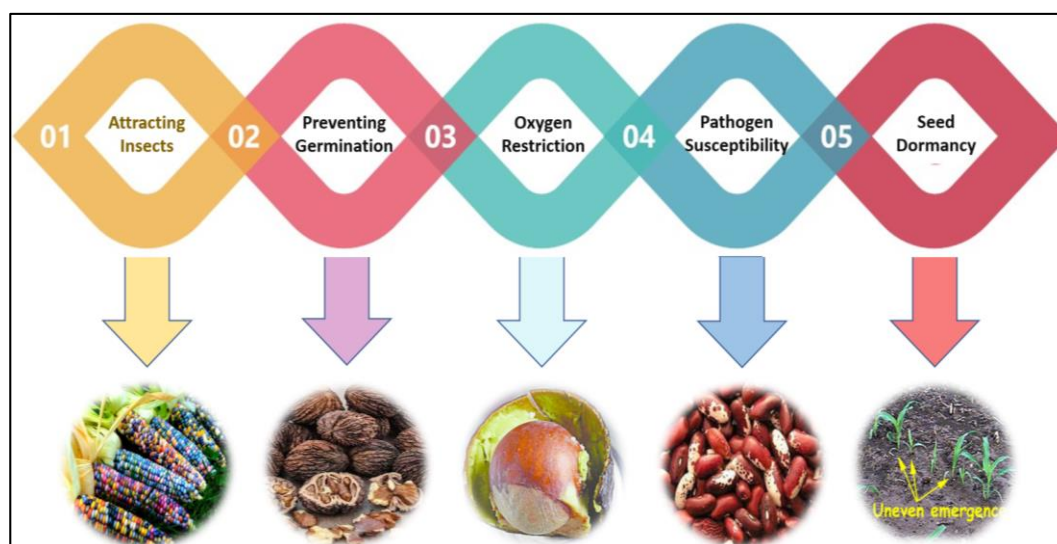 01
Attracting
Insects
02
Preventing
Germination
03
Oxygen
Restriction
04
Pathogen
Susceptibility
05
Seed
Dormancy
Uneven emergence